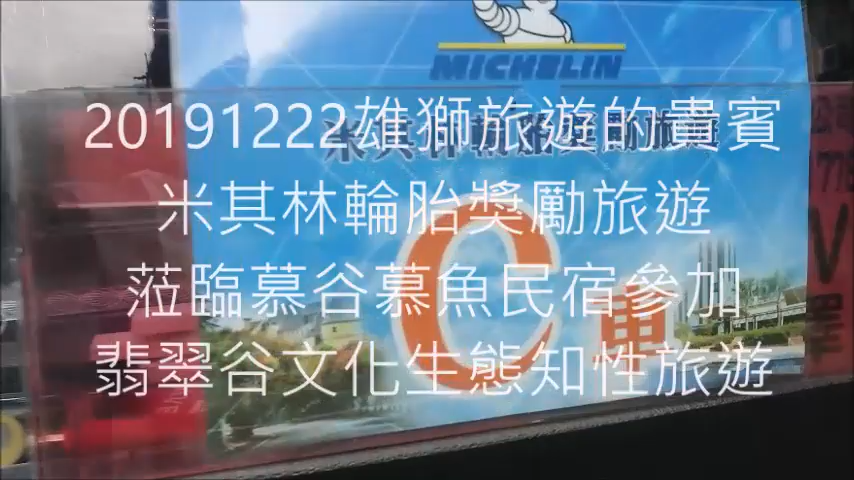 MICHELIN
20191222雄獅旅遊的貴賓
米其林輪胎獎勵旅遊
蒞臨慕谷慕魚民宿參加
翡翠谷文化生態知性旅遊
C車